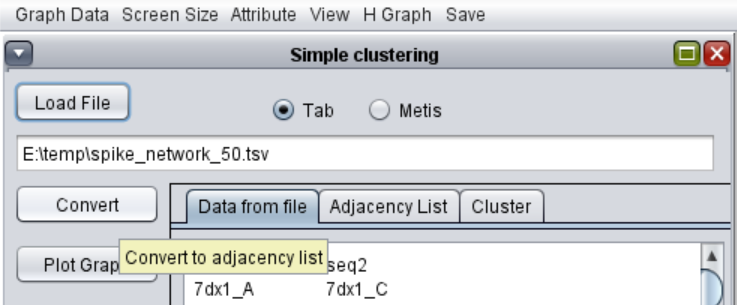 Graph Data Screen Size Attribute View H Graph Save
Simple clustering
Load File
Tab Metis
E:\temp\spike_network_50.tsv
Convert
Data from file Adjacency List Cluster
Convert to adjacency list
Plot Grap
seq2
7dx1_A 7dx1_C